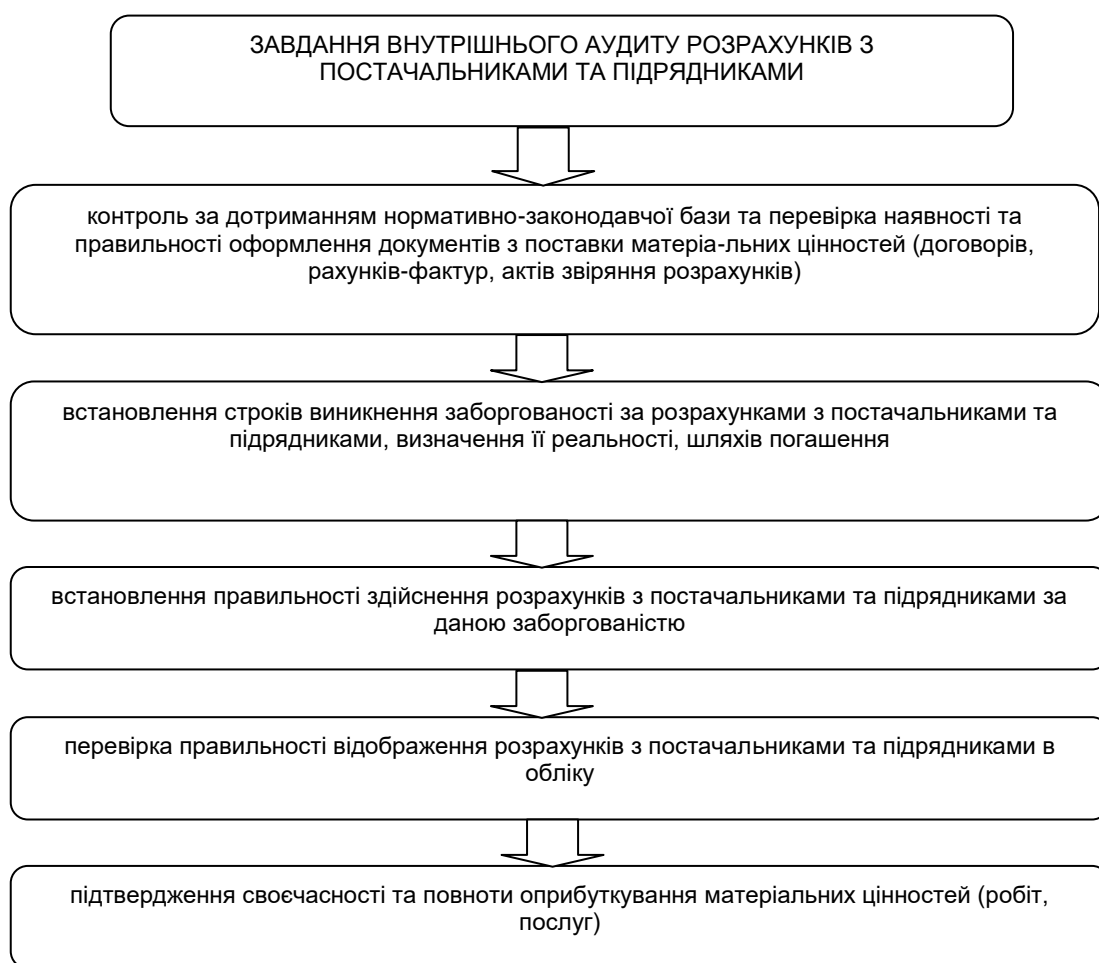 ЗАВДАННЯ ВНУТРІШНЬОГО АУДИТУ РОЗРАХУНКІВ З
ПОСТАЧАЛЬНИКАМИ ТА ПІДРЯДНИКАМИ
контроль за дотриманням нормативно-законодавчої бази та перевірка наявності та
правильності оформлення документів з поставки матеріа-льних цінностей (договорів,
рахунків-фактур, актів звіряння розрахунків)
встановлення строків виникнення заборгованості за розрахунками з постачальниками та
підрядниками, визначення її реальності, шляхів погашення
встановлення правильності здійснення розрахунків з постачальниками та підрядниками за
даною заборгованістю
перевірка правильності відображення розрахунків з постачальниками та підрядниками в
обліку
підтвердження своєчасності та повноти оприбуткування матеріальних цінностей (робіт,
послуг)